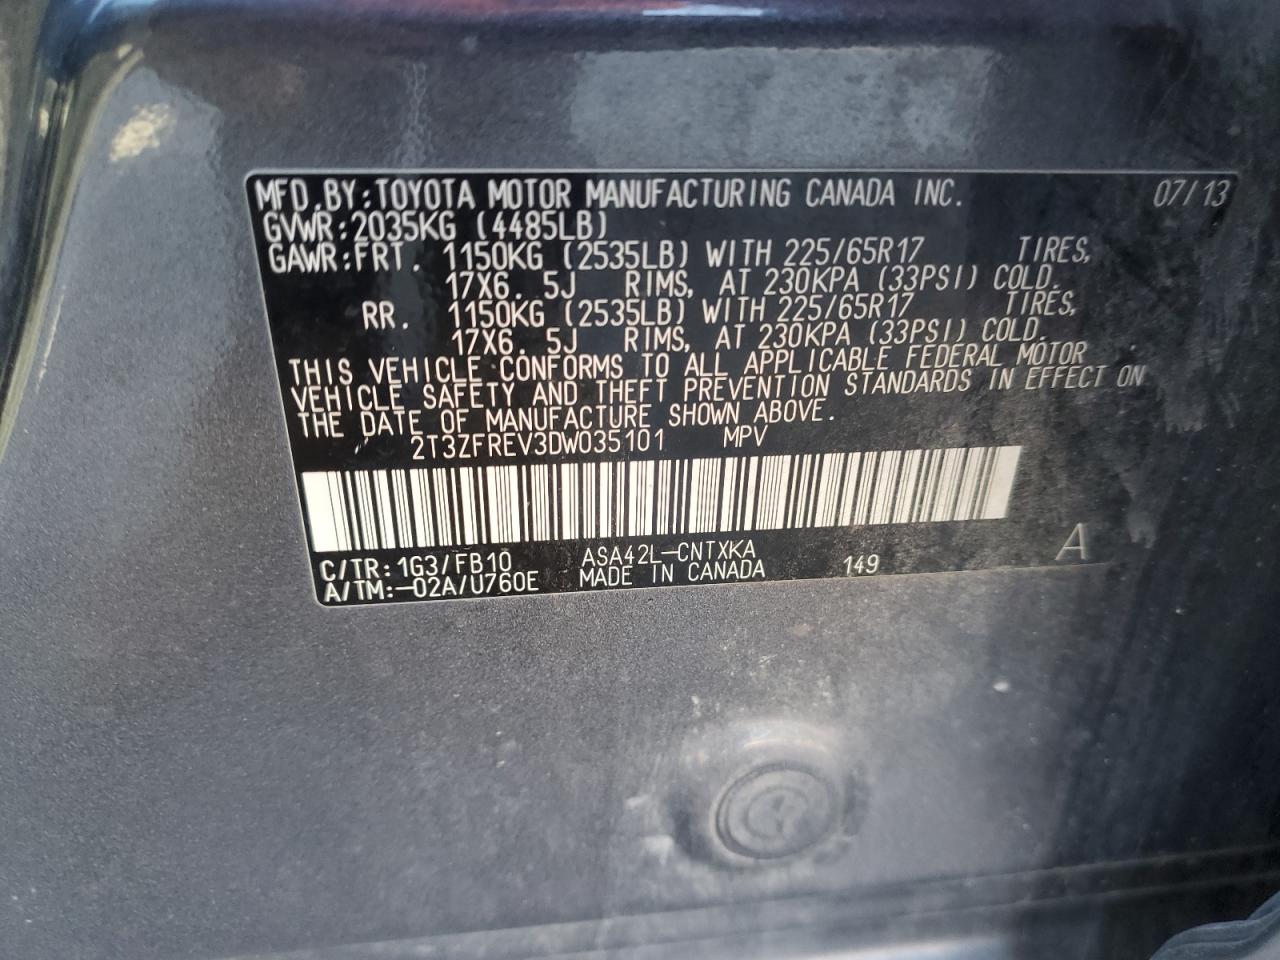 MFD.BY:TOYOTA MOTOR MANUFACTURING CANADA INC. 07/13
GVWR:2035KG (4485LB)
GAWR:FRT. 1150KG (2535LB) WITH 225/65R17 TIRES,
17X6.5J RIMS, AT 230KPA (33PSI) COLD.
RR. 1150KG (2535LB) WITH 225/65R17 TIRES,
17X6.5J RIMS, AT 230KPA (33PSI) COLD.
THIS VEHICLE CONFORMS TO ALL APPLICABLE FEDERAL MOTOR
VEHICLE SAFETY AND THEFT PREVENTION STANDARDS IN EFFECT ON
THE DATE OF MANUFACTURE SHOWN ABOVE.
2T3ZFREV3DW035101 MPV
C/TR:1G3/FB10 ASA42L-CNTXKA 149 A
A/TM:-02A/U760E MADE IN CANADA